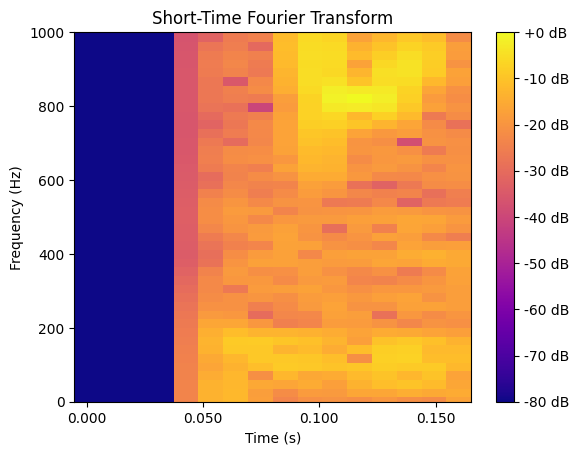 Short-Time Fourier Transform
Frequency (Hz)
1000
800
600
400
200
0
0.000
0.050
0.100
0.150
Time (s)
+0 dB
-10 dB
-20 dB
-30 dB
-40 dB
-50 dB
-60 dB
-70 dB
-80 dB